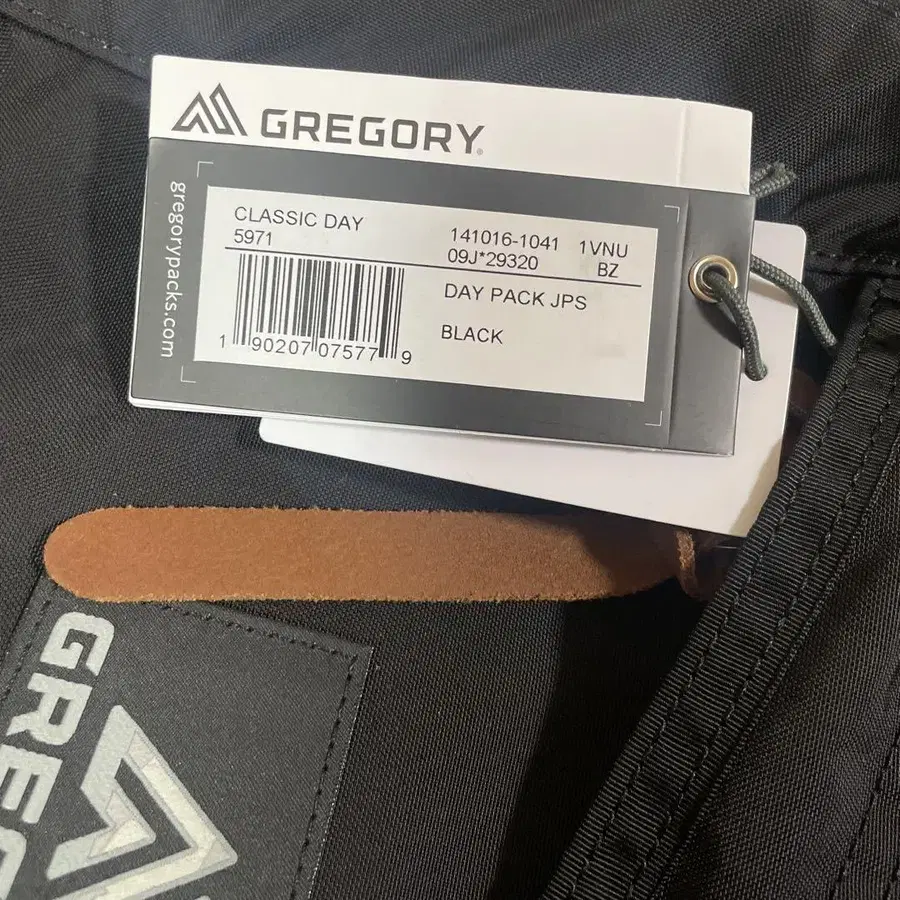 GREGORY
gregorypacks.com
CLASSIC DAY
5971
141016-1041 1VNU
09J*29320 BZ
DAY PACK JPS
BLACK
1 90207 07577 9
GREGO